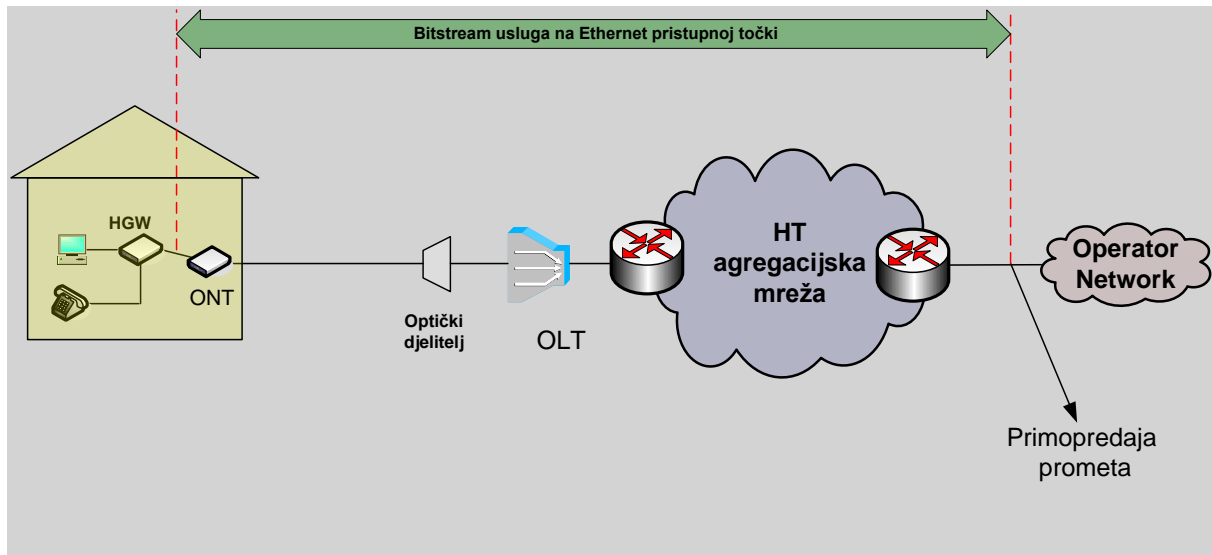 Bitstream usluga na Ethernet pristupnoj točki
HGW
ONT
Optički
djelitelj
OLT
HT
agregacijska
mreža
Operator
Network
Primopredaja
prometa